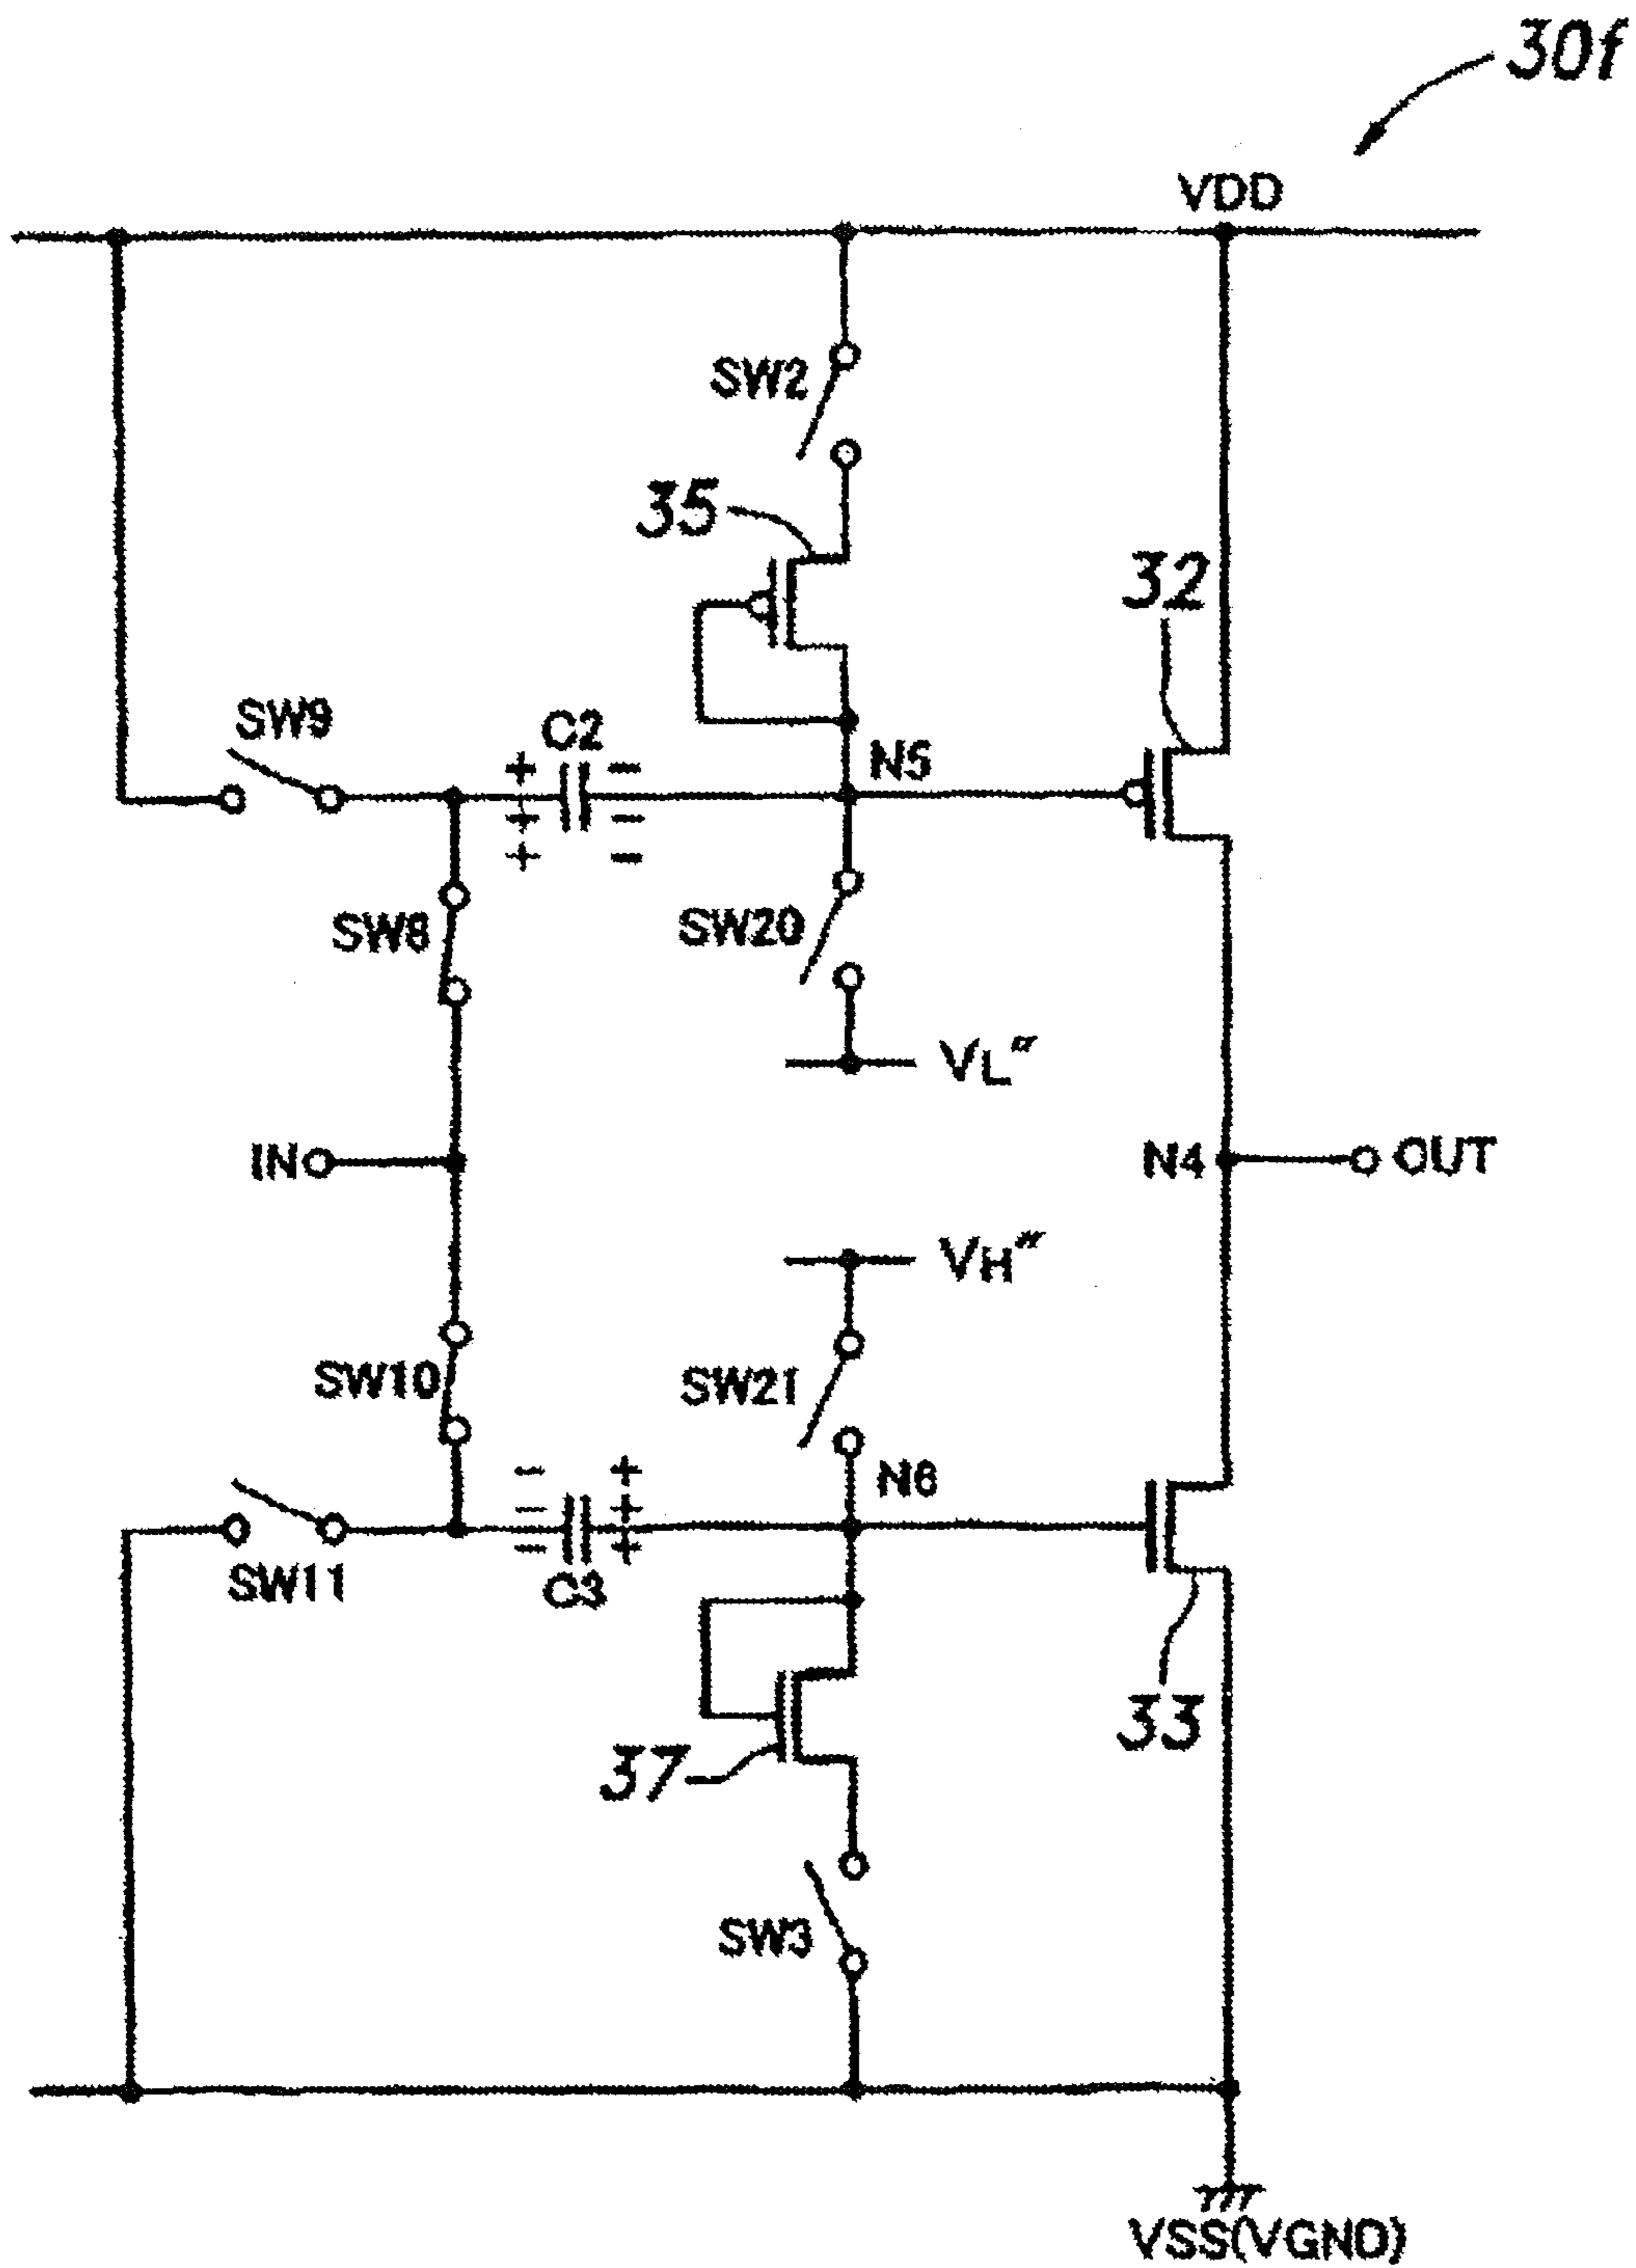 30f
VDD
SW2
35
32
SW9
C2
+ −
N5
+ −
+ −
SW8
SW20
VL"
IN
N4
OUT
VH"
SW10
SW21
N6
− +
− +
− +
SW11
C3
33
37
SW3
VSS(VGND)